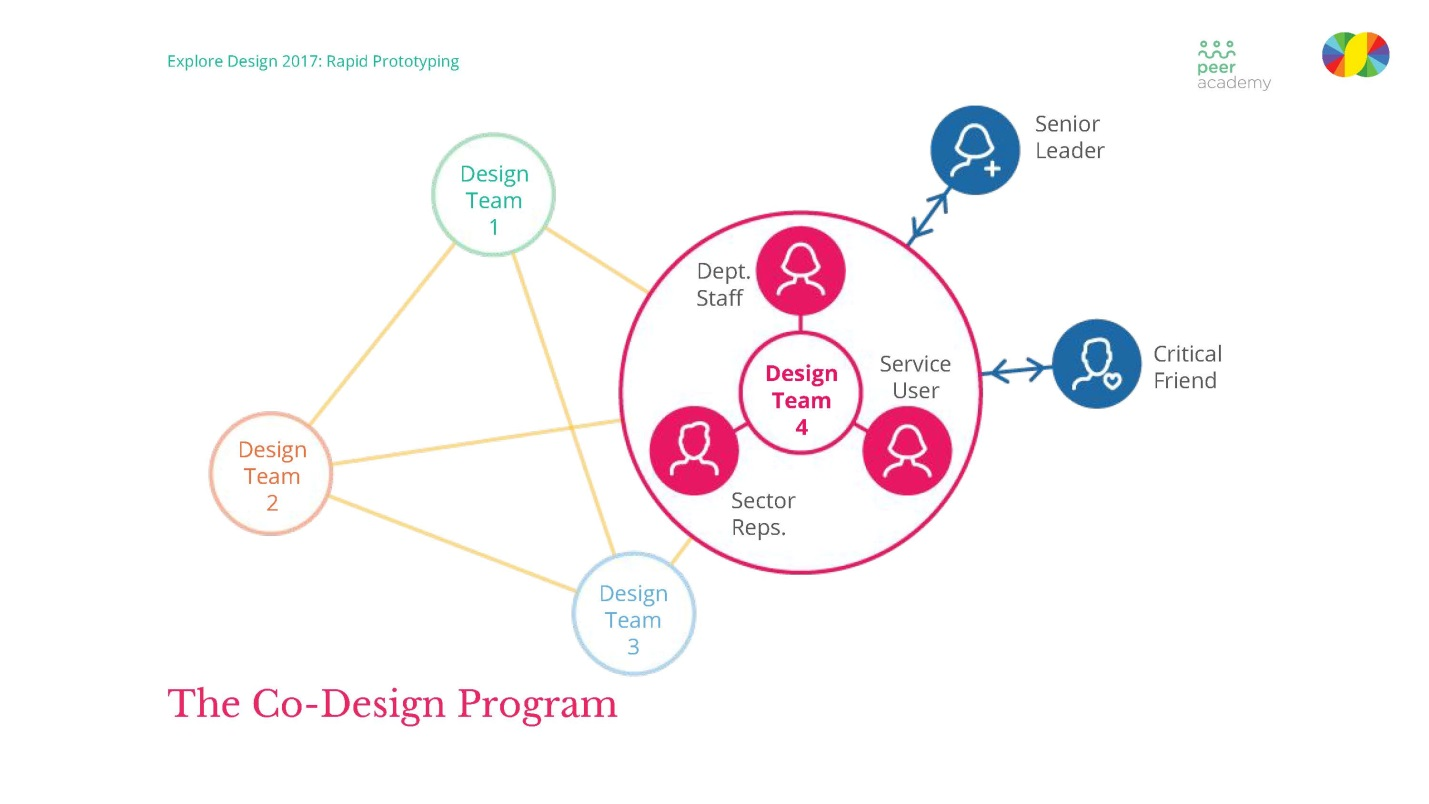 Explore Design 2017: Rapid Prototyping
peer
academy
Senior
Leader
Design
Team
1
Dept.
Staff
Critical
Friend
Service
User
Design
Team
4
Design
Team
2
Sector
Reps.
Design
Team
3
The Co-Design Program